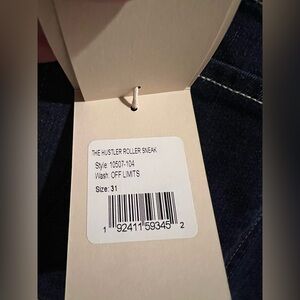 THE HUSTLER ROLLER SNEAK
Style: 10507-104
Wash: OFF LIMITS
Size: 31
1 92411 59345 2